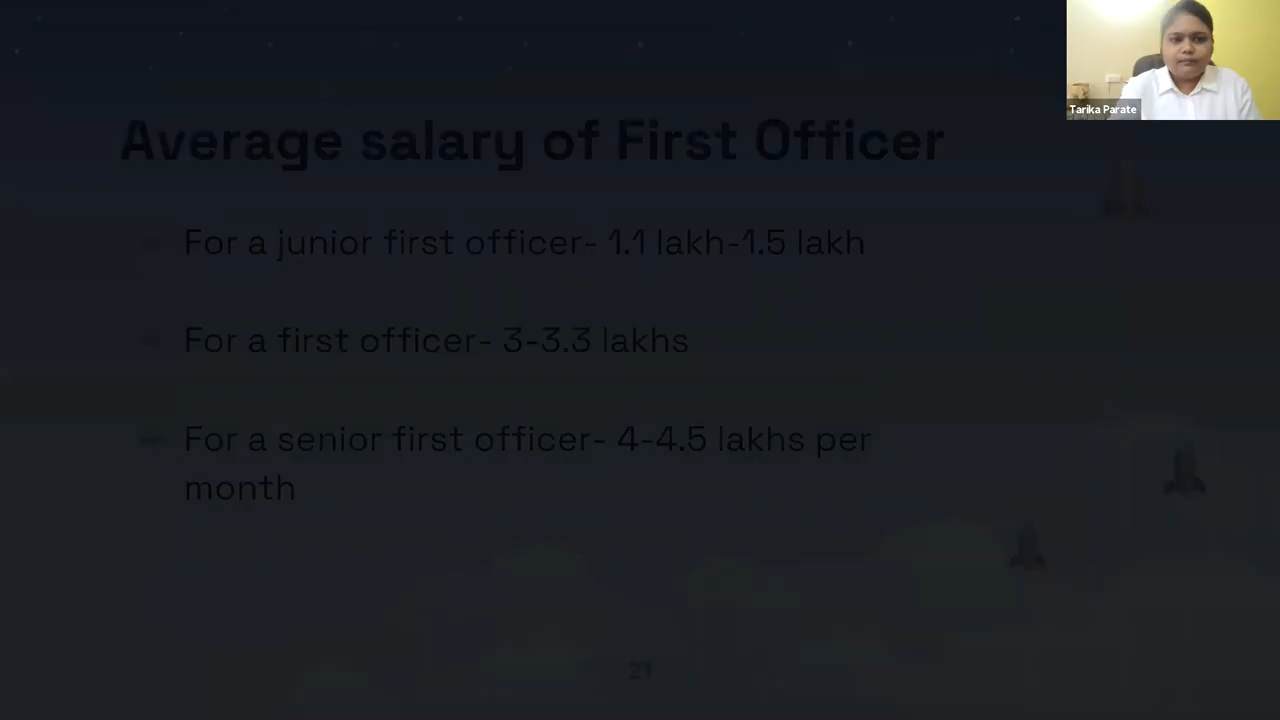 Average salary of First Officer
For a junior first officer- 1.1 lakh-1.5 lakh
For a first officer- 3-3.3 lakhs
For a senior first officer- 4-4.5 lakhs per
month
21
Tarika Parate